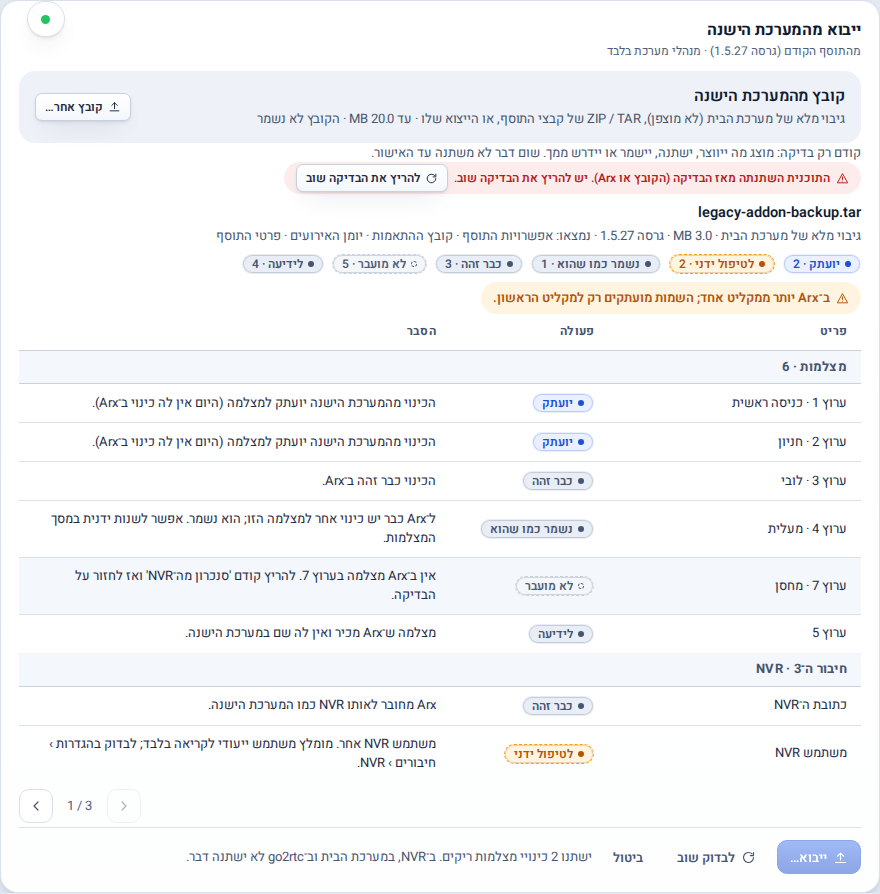 ייבוא מהמערכת הישנה
מהתוסף הקודם (גרסה 1.5.27) · מנהלי מערכת בלבד
קובץ מהמערכת הישנה
גיבוי מלא של מערכת הבית (לא מוצפן), ZIP / TAR של קבצי התוסף, או הייצוא שלו · עד 20.0 MB · הקובץ לא נשמר
קובץ אחר...
קודם רק בדיקה: מוצג מה ייווצר, ישתנה, יישמר או יידרש ממך. שום דבר לא משתנה עד האישור.
התוכנית השתנתה מאז הבדיקה (הקובץ או Arx). יש להריץ את הבדיקה שוב.
להריץ את הבדיקה שוב
legacy-addon-backup.tar
גיבוי מלא של מערכת הבית · 3.0 MB · גרסה 1.5.27 · נמצאו: אפשרויות התוסף · קובץ ההתאמות · יומן האירועים · פרטי התוסף
יועתק · 2
לטיפול ידני · 2
נשמר כמו שהוא · 1
כבר זהה · 3
לא מועבר · 5
לידיעה · 4
ב־Arx יותר ממקליט אחד; השמות מועתקים רק למקליט הראשון.
פריט פעולה הסבר
מצלמות · 6
ערוץ 1 · כניסה ראשית יועתק הכינוי מהמערכת הישנה יועתק למצלמה (היום אין לה כינוי ב־Arx).
ערוץ 2 · חניון יועתק הכינוי מהמערכת הישנה יועתק למצלמה (היום אין לה כינוי ב־Arx).
ערוץ 3 · לובי כבר זהה הכינוי כבר זהה ב־Arx.
ערוץ 4 · מעלית נשמר כמו שהוא ל־Arx כבר יש כינוי אחר למצלמה הזו; הוא נשמר. אפשר לשנות ידנית במסך
המצלמות.
ערוץ 7 · מחסן לא מועבר אין ב־Arx מצלמה בערוץ 7. להריץ קודם 'סנכרון מה־NVR' ואז לחזור על
הבדיקה.
ערוץ 5 לידיעה מצלמה ש־Arx מכיר ואין לה שם במערכת הישנה.
חיבור ה־NVR · 3
כתובת ה־NVR כבר זהה Arx מחובר לאותו NVR כמו המערכת הישנה.
משתמש NVR לטיפול ידני משתמש NVR אחר. מומלץ משתמש ייעודי לקריאה בלבד; לבדוק בהגדרות ›
חיבורים › NVR.
1 / 3
ייבוא... לבדוק שוב ביטול ישתנו 2 כינויי מצלמות ריקים. ב־NVR, במערכת הבית וב־go2rtc לא ישתנה דבר.